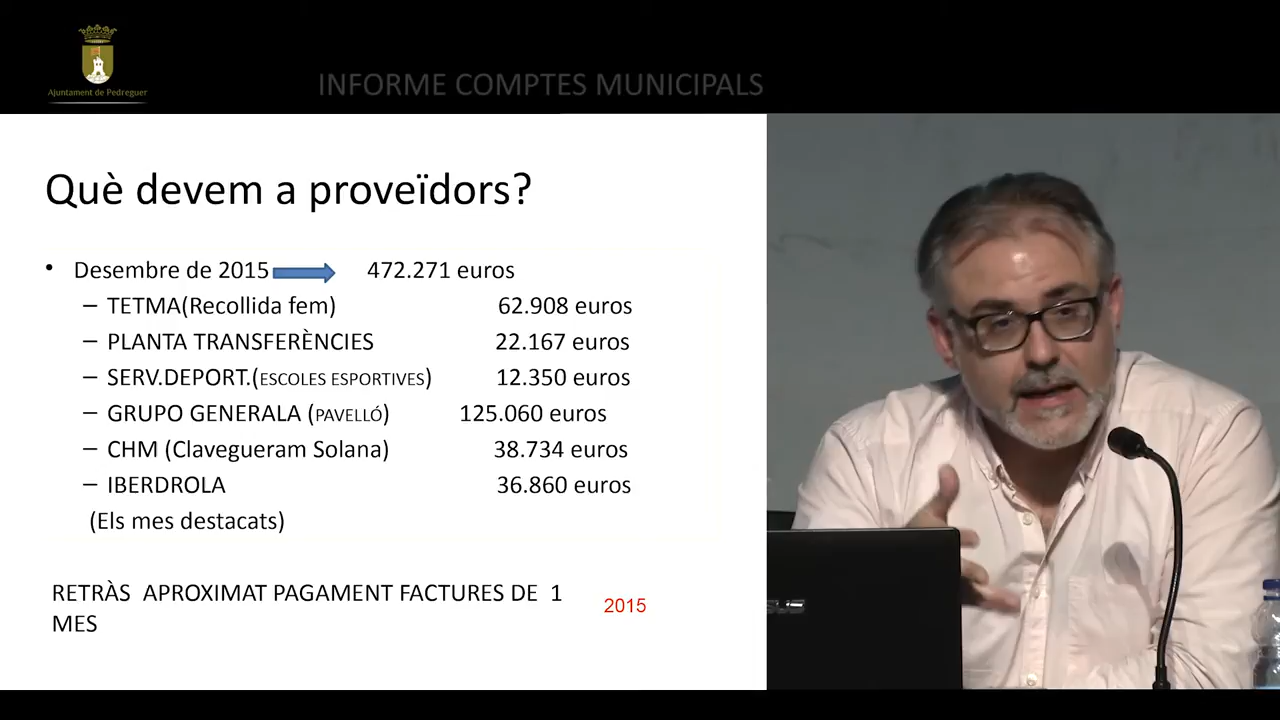 Ajuntament de Pedreguer
INFORME COMPTES MUNICIPALS
Què devem a proveïdors?
• Desembre de 2015 472.271 euros
– TETMA(Recollida fem) 62.908 euros
– PLANTA TRANSFERÈNCIES 22.167 euros
– SERV.DEPORT.(ESCOLES ESPORTIVES) 12.350 euros
– GRUPO GENERALA (PAVELLÓ) 125.060 euros
– CHM (Clavegueram Solana) 38.734 euros
– IBERDROLA 36.860 euros
(Els mes destacats)
RETRÀS APROXIMAT PAGAMENT FACTURES DE 1
MES
2015